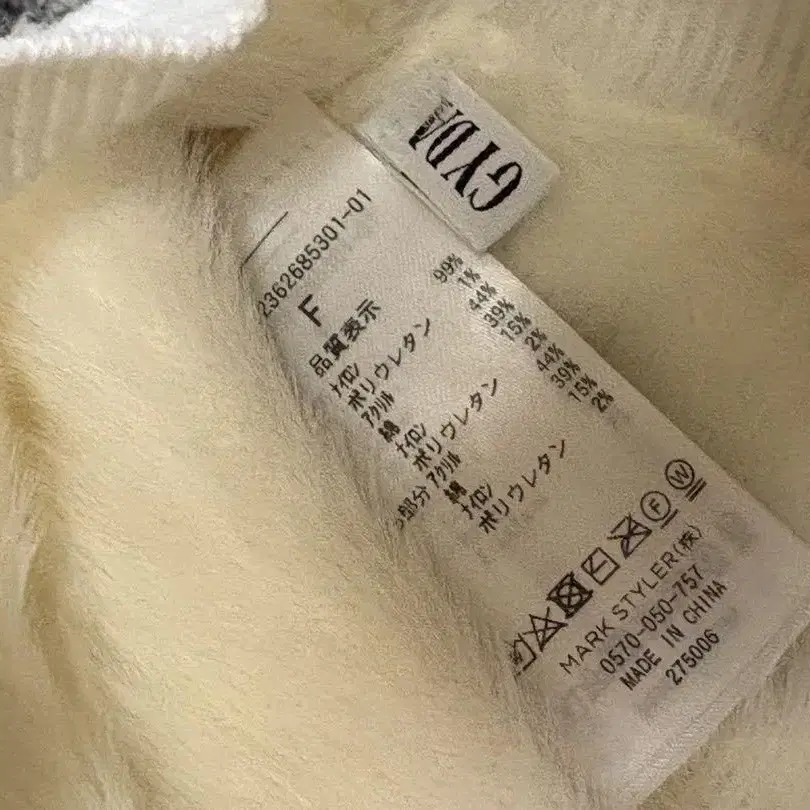 GYDA
2362685301-01
F
品質表示
ナイロン 99%
ポリウレタン 1%
アクリル 44%
綿 39%
ナイロン 15%
ポリウレタン 2%
部分 アクリル 44%
綿 39%
ナイロン 15%
ポリウレタン 2%
F W
MARK STYLER(株)
0570-050-757
MADE IN CHINA
275006